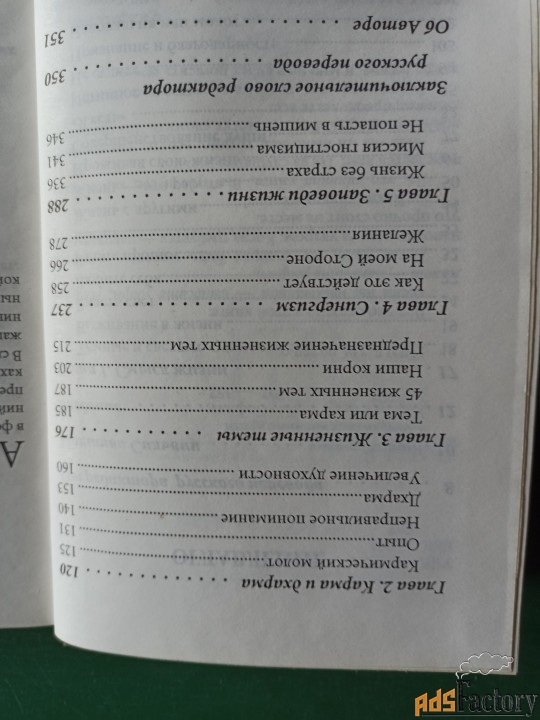 Глава 2. Карма и дхарма 120
Кармический молот 125
Опыт 131
Неправильное понимание 140
Дхарма 153
Увеличение духовности 160
Глава 3. Жизненные темы 176
Тема или карма 185
45 жизненных тем 187
Наши корни 203
Предназначение жизненных тем 215
Глава 4. Синергизм 237
Как это действует 258
На моей Стороне 266
Желания 278
Глава 5. Заповеди жизни 288
Жизнь без страха 336
Миссия гностицизма 341
Не попасть в мишень 346
Заключительное слово редактора
русского перевода 350
Об Авторе 351
AdsFactory